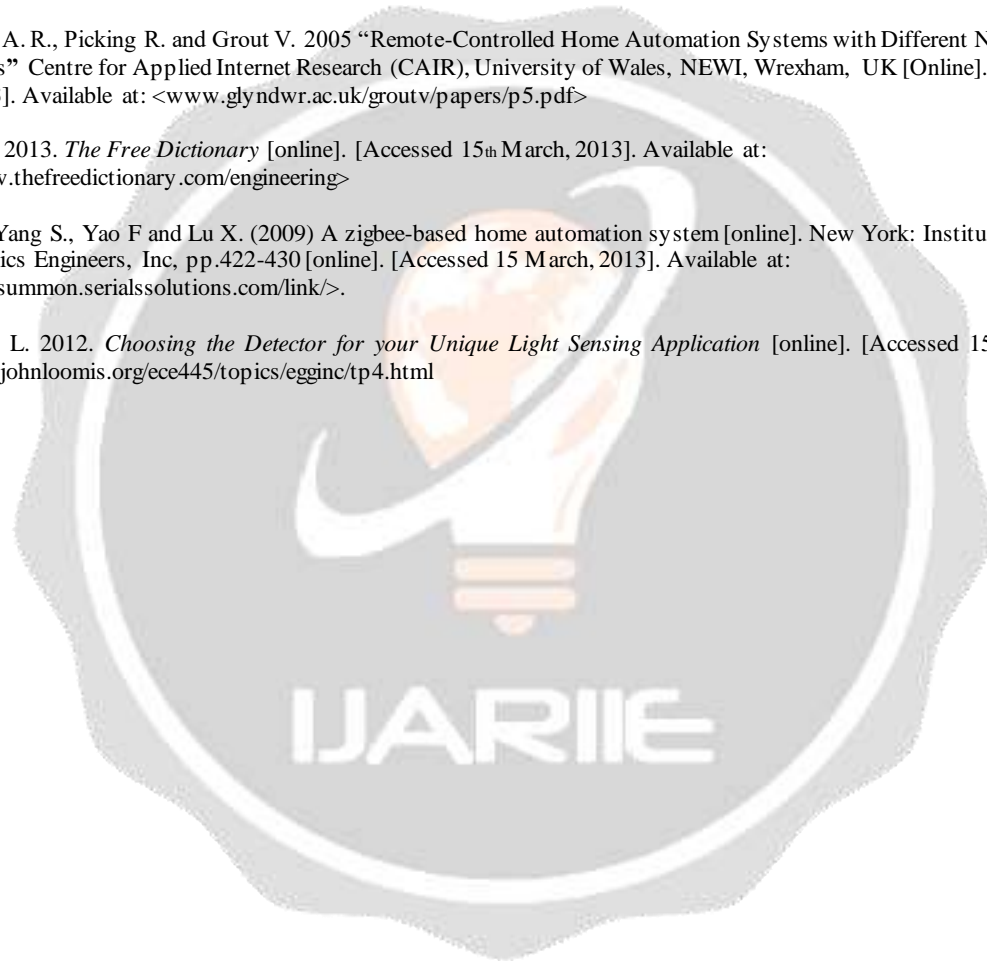 A. R., Picking R. and Grout V. 2005 “Remote-Controlled Home Automation Systems with Different N
s” Centre for Applied Internet Research (CAIR), University of Wales, NEWI, Wrexham, UK [Online].
]. Available at: <www.glyndwr.ac.uk/groutv/papers/p5.pdf>
2013. The Free Dictionary [online]. [Accessed 15th March, 2013]. Available at:
w.thefreedictionary.com/engineering>
Yang S., Yao F and Lu X. (2009) A zigbee-based home automation system [online]. New York: Institu
ics Engineers, Inc, pp.422-430 [online]. [Accessed 15 March, 2013]. Available at:
summon.serialssolutions.com/link/>.
L. 2012. Choosing the Detector for your Unique Light Sensing Application [online]. [Accessed 15
johnloomis.org/ece445/topics/egginc/tp4.html
IJARIIE